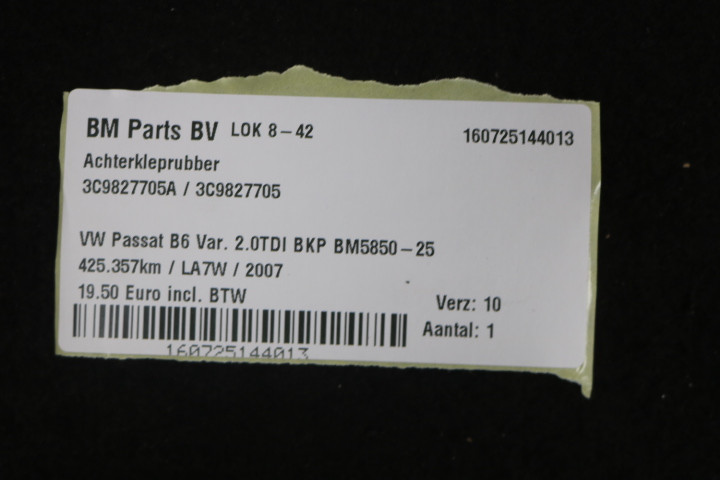 BM Parts BV LOK 8-42 160725144013
Achterkleprubber
3C9827705A / 3C9827705
VW Passat B6 Var. 2.0TDI BKP BM5850-25
425.357km / LA7W / 2007
19.50 Euro incl. BTW
Verz: 10
Aantal: 1
160725144013